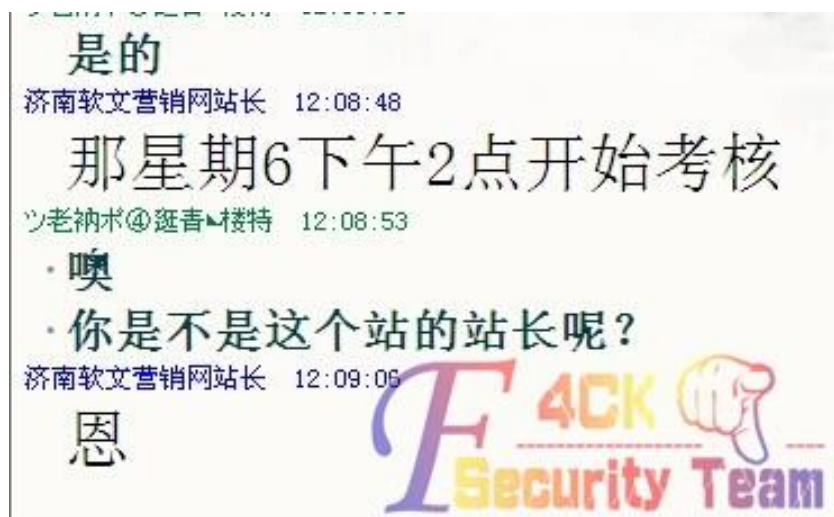 是的
济南软文营销网站长 12:08:48
那星期6下午2点开始考核
ツ老衲朩④逛青◣楼特 12:08:53
·噢
·你是不是这个站的站长呢？
济南软文营销网站长 12:09:06
恩
F4CK
Security Team